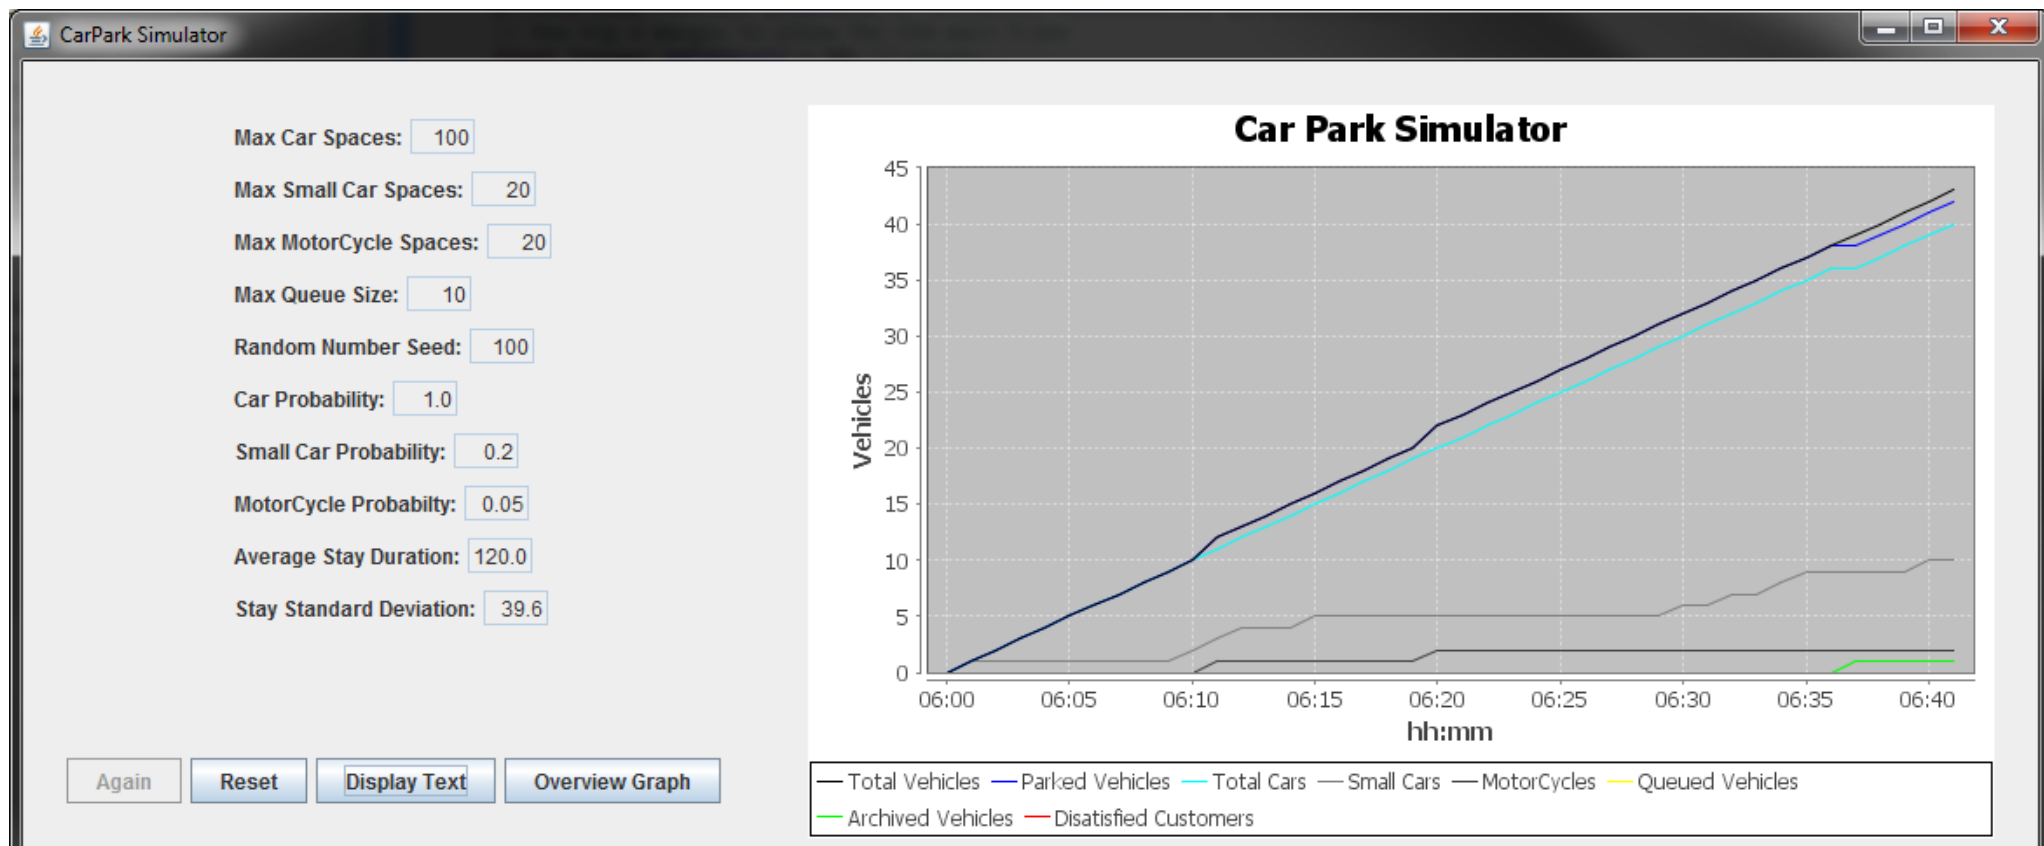 CarPark Simulator
Max Car Spaces: 100
Max Small Car Spaces: 20
Max MotorCycle Spaces: 20
Max Queue Size: 10
Random Number Seed: 100
Car Probability: 1.0
Small Car Probability: 0.2
MotorCycle Probabilty: 0.05
Average Stay Duration: 120.0
Stay Standard Deviation: 39.6
Again Reset Display Text Overview Graph
Car Park Simulator
Vehicles
45
40
35
30
25
20
15
10
5
0
06:00 06:05 06:10 06:15 06:20 06:25 06:30 06:35 06:40
hh:mm
Total Vehicles Parked Vehicles Total Cars Small Cars MotorCycles Queued Vehicles
Archived Vehicles Disatisfied Customers